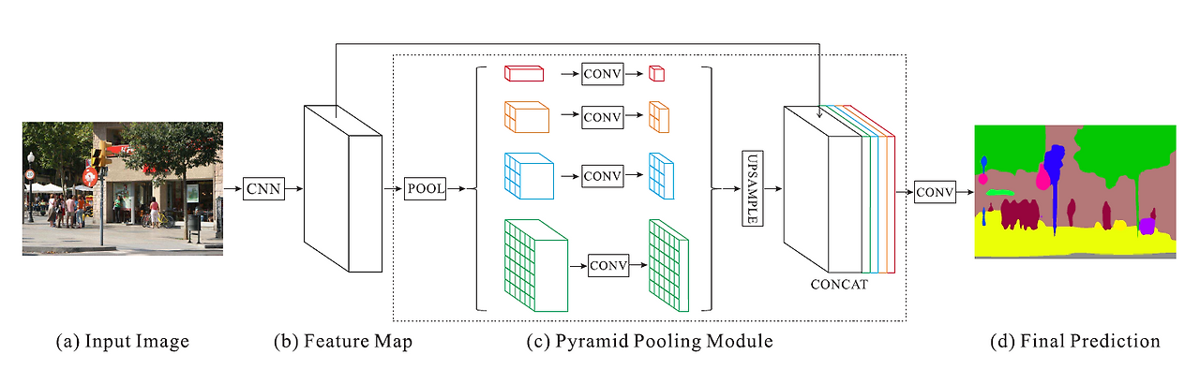 CNN
POOL
CONV
CONV
CONV
CONV
UPSAMPLE
CONCAT
CONV
(a) Input Image
(b) Feature Map
(c) Pyramid Pooling Module
(d) Final Prediction